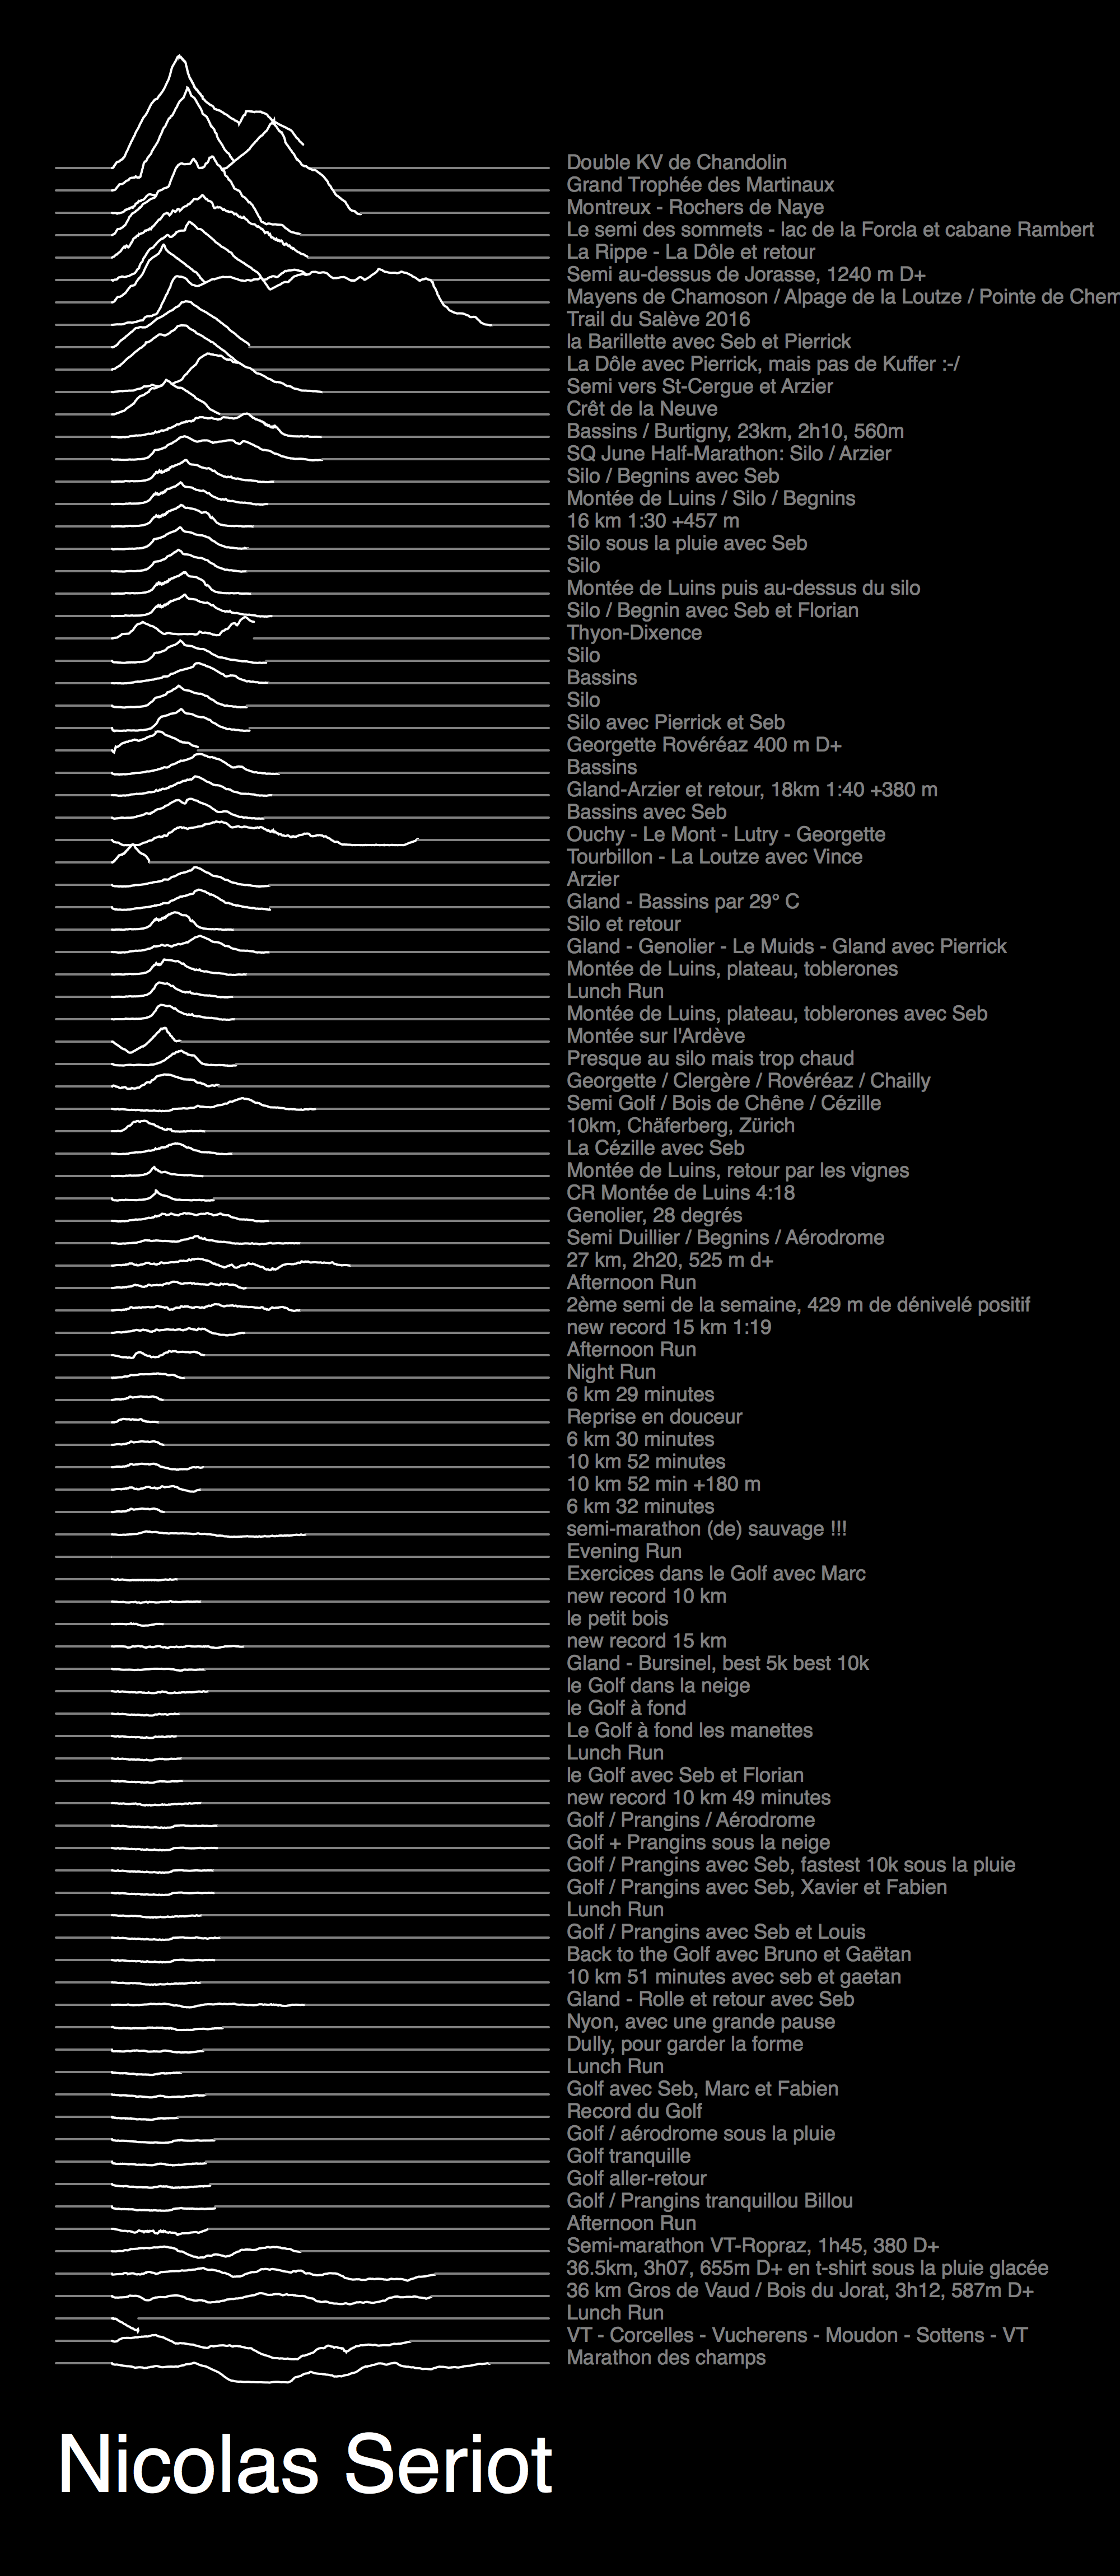 Double KV de Chandolin
Grand Trophée des Martinaux
Montreux - Rochers de Naye
Le semi des sommets - lac de la Forcla et cabane Rambert
La Rippe - La Dôle et retour
Semi au-dessus de Jorasse, 1240 m D+
Mayens de Chamoson / Alpage de la Loutze / Pointe de Chem
Trail du Salève 2016
la Barillette avec Seb et Pierrick
La Dôle avec Pierrick, mais pas de Kuffer :-/
Semi vers St-Cergue et Arzier
Crêt de la Neuve
Bassins / Burtigny, 23km, 2h10, 560m
SQ June Half-Marathon: Silo / Arzier
Silo / Begnins avec Seb
Montée de Luins / Silo / Begnins
16 km 1:30 +457 m
Silo sous la pluie avec Seb
Silo
Montée de Luins puis au-dessus du silo
Silo / Begnin avec Seb et Florian
Thyon-Dixence
Silo
Bassins
Silo
Silo avec Pierrick et Seb
Georgette Rovéréaz 400 m D+
Bassins
Gland-Arzier et retour, 18km 1:40 +380 m
Bassins avec Seb
Ouchy - Le Mont - Lutry - Georgette
Tourbillon - La Loutze avec Vince
Arzier
Gland - Bassins par 29° C
Silo et retour
Gland - Genolier - Le Muids - Gland avec Pierrick
Montée de Luins, plateau, toblerones
Lunch Run
Montée de Luins, plateau, toblerones avec Seb
Montée sur l'Ardève
Presque au silo mais trop chaud
Georgette / Clergère / Rovéréaz / Chailly
Semi Golf / Bois de Chêne / Cézille
10km, Chäferberg, Zürich
La Cézille avec Seb
Montée de Luins, retour par les vignes
CR Montée de Luins 4:18
Genolier, 28 degrés
Semi Duillier / Begnins / Aérodrome
27 km, 2h20, 525 m d+
Afternoon Run
2ème semi de la semaine, 429 m de dénivelé positif
new record 15 km 1:19
Afternoon Run
Night Run
6 km 29 minutes
Reprise en douceur
6 km 30 minutes
10 km 52 minutes
10 km 52 min +180 m
6 km 32 minutes
semi-marathon (de) sauvage !!!
Evening Run
Exercices dans le Golf avec Marc
new record 10 km
le petit bois
new record 15 km
Gland - Bursinel, best 5k best 10k
le Golf dans la neige
le Golf à fond
Le Golf à fond les manettes
Lunch Run
le Golf avec Seb et Florian
new record 10 km 49 minutes
Golf / Prangins / Aérodrome
Golf + Prangins sous la neige
Golf / Prangins avec Seb, fastest 10k sous la pluie
Golf / Prangins avec Seb, Xavier et Fabien
Lunch Run
Golf / Prangins avec Seb et Louis
Back to the Golf avec Bruno et Gaëtan
10 km 51 minutes avec seb et gaetan
Gland - Rolle et retour avec Seb
Nyon, avec une grande pause
Dully, pour garder la forme
Lunch Run
Golf avec Seb, Marc et Fabien
Record du Golf
Golf / aérodrome sous la pluie
Golf tranquille
Golf aller-retour
Golf / Prangins tranquillou Billou
Afternoon Run
Semi-marathon VT-Ropraz, 1h45, 380 D+
36.5km, 3h07, 655m D+ en t-shirt sous la pluie glacée
36 km Gros de Vaud / Bois du Jorat, 3h12, 587m D+
Lunch Run
VT - Corcelles - Vucherens - Moudon - Sottens - VT
Marathon des champs
Nicolas Seriot